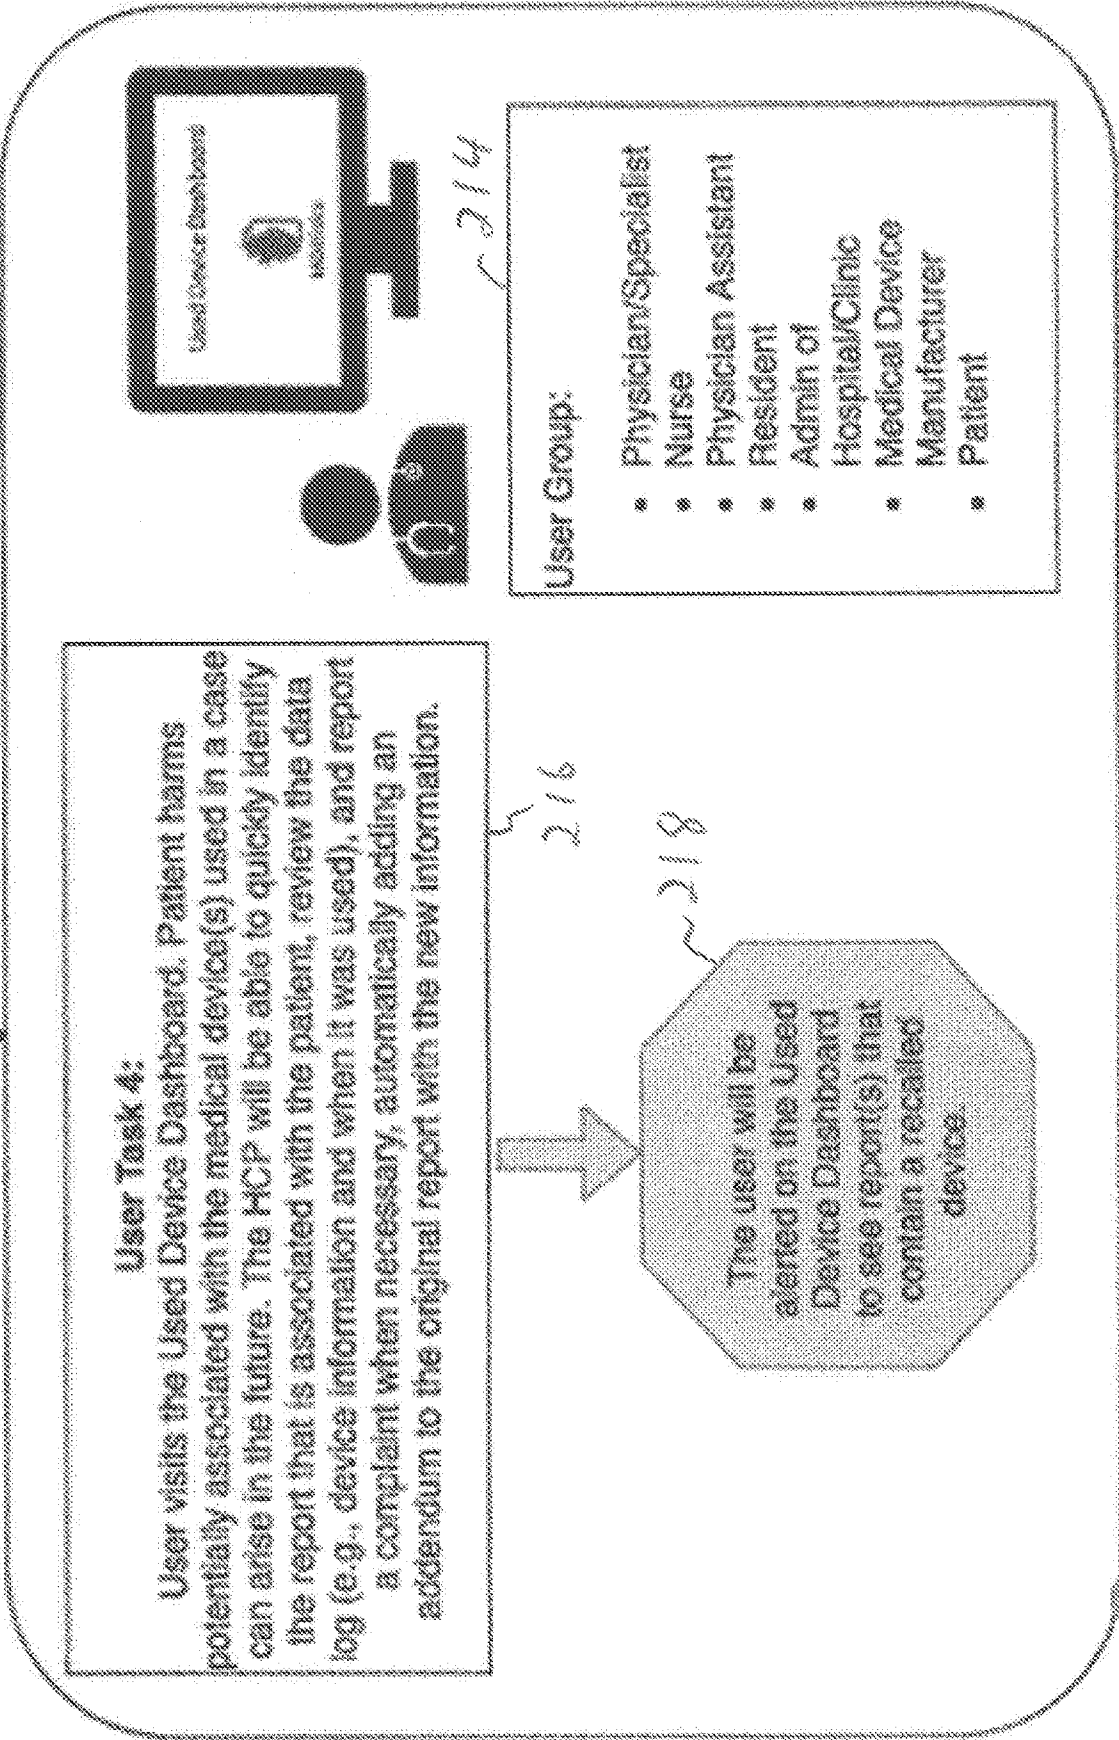 User Task 4:
User visits the Used Device Dashboard. Patient harms
potentially associated with the medical device(s) used in a case
can arise in the future. The HCP will be able to quickly identify
the report that is associated with the patient, review the data
log (e.g., device information and when it was used), and report
a complaint when necessary, automatically adding an
addendum to the original report with the new information.
216
The user will be
alerted on the Used
Device Dashboard
to see report(s) that
contain a recalled
device.
218
Used Device Dashboard
214
User Group:
• Physician/Specialist
• Nurse
• Physician Assistant
• Resident
• Admin of
Hospital/Clinic
• Medical Device
Manufacturer
• Patient